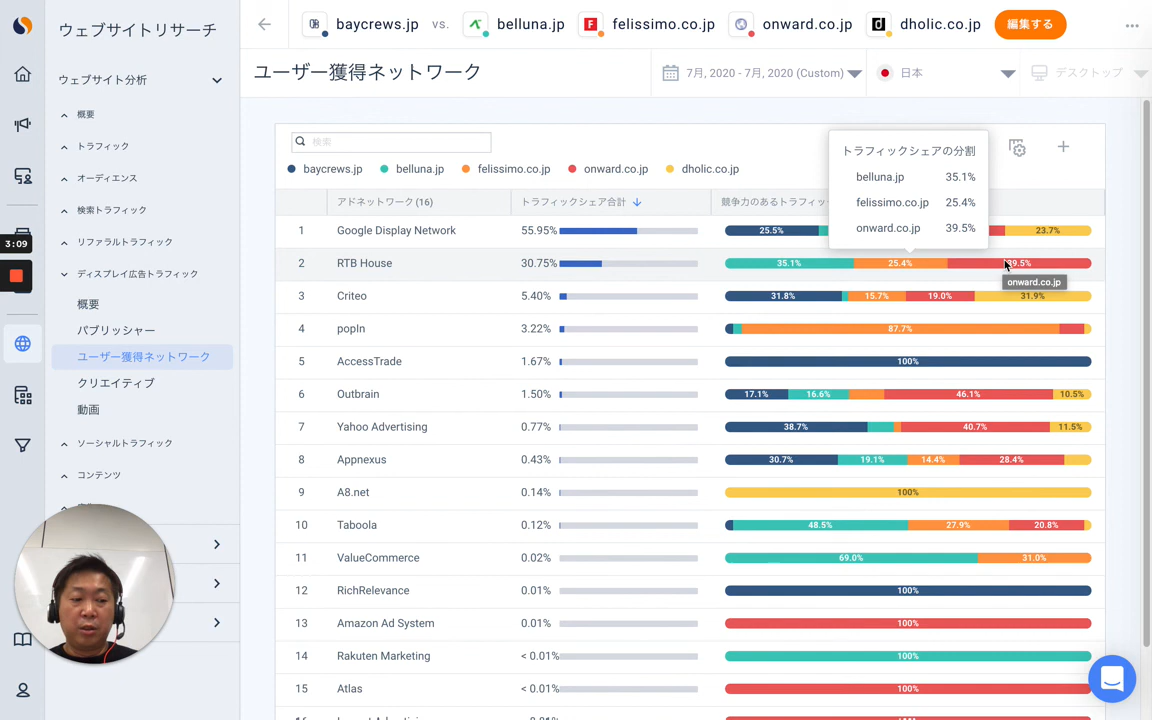 ウェブサイトリサーチ
baycrews.jp
vs.
belluna.jp
felissimo.co.jp
onward.co.jp
dholic.co.jp
編集する
ウェブサイト分析
概要
トラフィック
オーディエンス
検索トラフィック
リファラルトラフィック
ディスプレイ広告トラフィック
概要
パブリッシャー
ユーザー獲得ネットワーク
クリエイティブ
動画
ソーシャルトラフィック
コンテンツ
3:09
ユーザー獲得ネットワーク
7月, 2020 - 7月, 2020 (Custom)
日本
デスクトップ
検索
baycrews.jp
belluna.jp
felissimo.co.jp
onward.co.jp
dholic.co.jp
トラフィックシェアの分割
belluna.jp 35.1%
felissimo.co.jp 25.4%
onward.co.jp 39.5%
アドネットワーク (16)
トラフィックシェア合計
競争力のあるトラフィッ
1 Google Display Network 55.95% 25.5% 23.7%
2 RTB House 30.75% 35.1% 25.4% 39.5%
onward.co.jp
3 Criteo 5.40% 31.8% 15.7% 19.0% 31.9%
4 popIn 3.22% 87.7%
5 AccessTrade 1.67% 100%
6 Outbrain 1.50% 17.1% 16.6% 46.1% 10.5%
7 Yahoo Advertising 0.77% 38.7% 40.7% 11.5%
8 Appnexus 0.43% 30.7% 19.1% 14.4% 28.4%
9 A8.net 0.14% 100%
10 Taboola 0.12% 48.5% 27.9% 20.8%
11 ValueCommerce 0.02% 69.0% 31.0%
12 RichRelevance 0.01% 100%
13 Amazon Ad System 0.01% 100%
14 Rakuten Marketing < 0.01% 100%
15 Atlas < 0.01% 100%